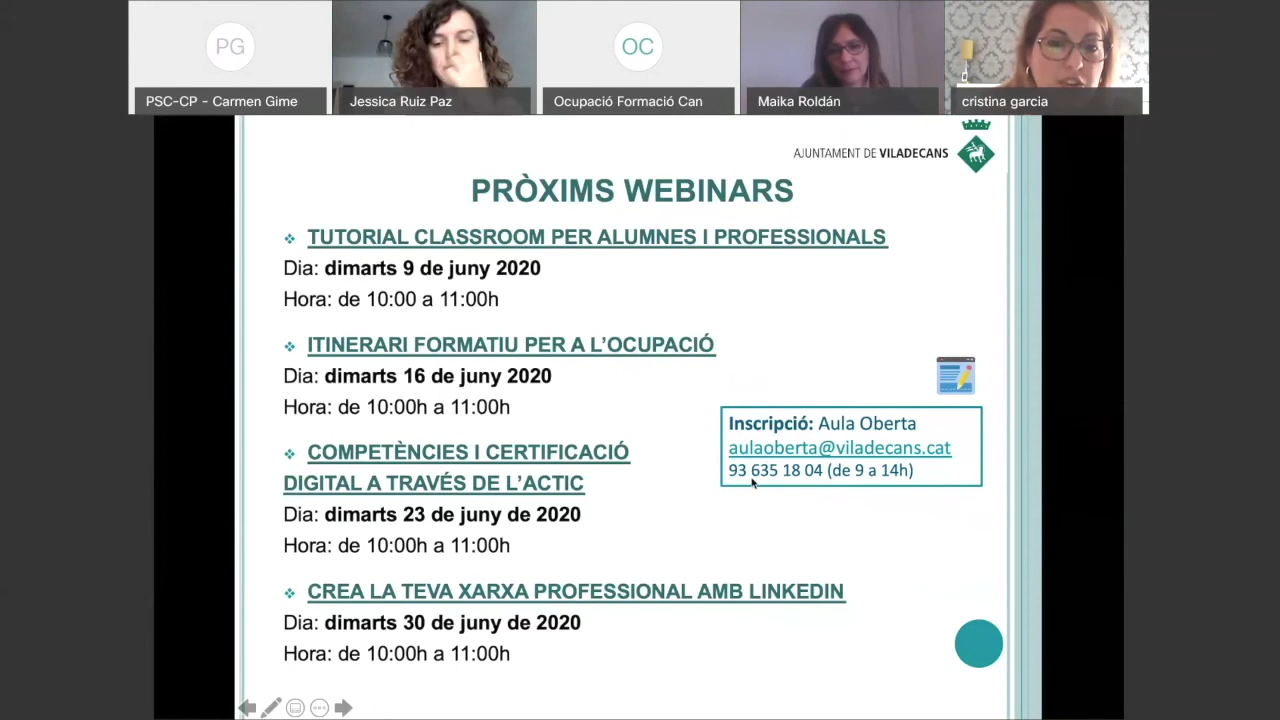 PG
OC
PSC-CP - Carmen Gime
Jessica Ruiz Paz
Ocupació Formació Can
Maika Roldán
cristina garcia
AJUNTAMENT DE VILADECANS
PRÒXIMS WEBINARS
TUTORIAL CLASSROOM PER ALUMNES I PROFESSIONALS
Dia: dimarts 9 de juny 2020
Hora: de 10:00 a 11:00h
ITINERARI FORMATIU PER A L’OCUPACIÓ
Dia: dimarts 16 de juny 2020
Hora: de 10:00h a 11:00h
COMPETÈNCIES I CERTIFICACIÓ
DIGITAL A TRAVÉS DE L’ACTIC
Dia: dimarts 23 de juny de 2020
Hora: de 10:00h a 11:00h
Inscripció: Aula Oberta
aulaoberta@viladecans.cat
93 635 18 04 (de 9 a 14h)
CREA LA TEVA XARXA PROFESSIONAL AMB LINKEDIN
Dia: dimarts 30 de juny de 2020
Hora: de 10:00h a 11:00h